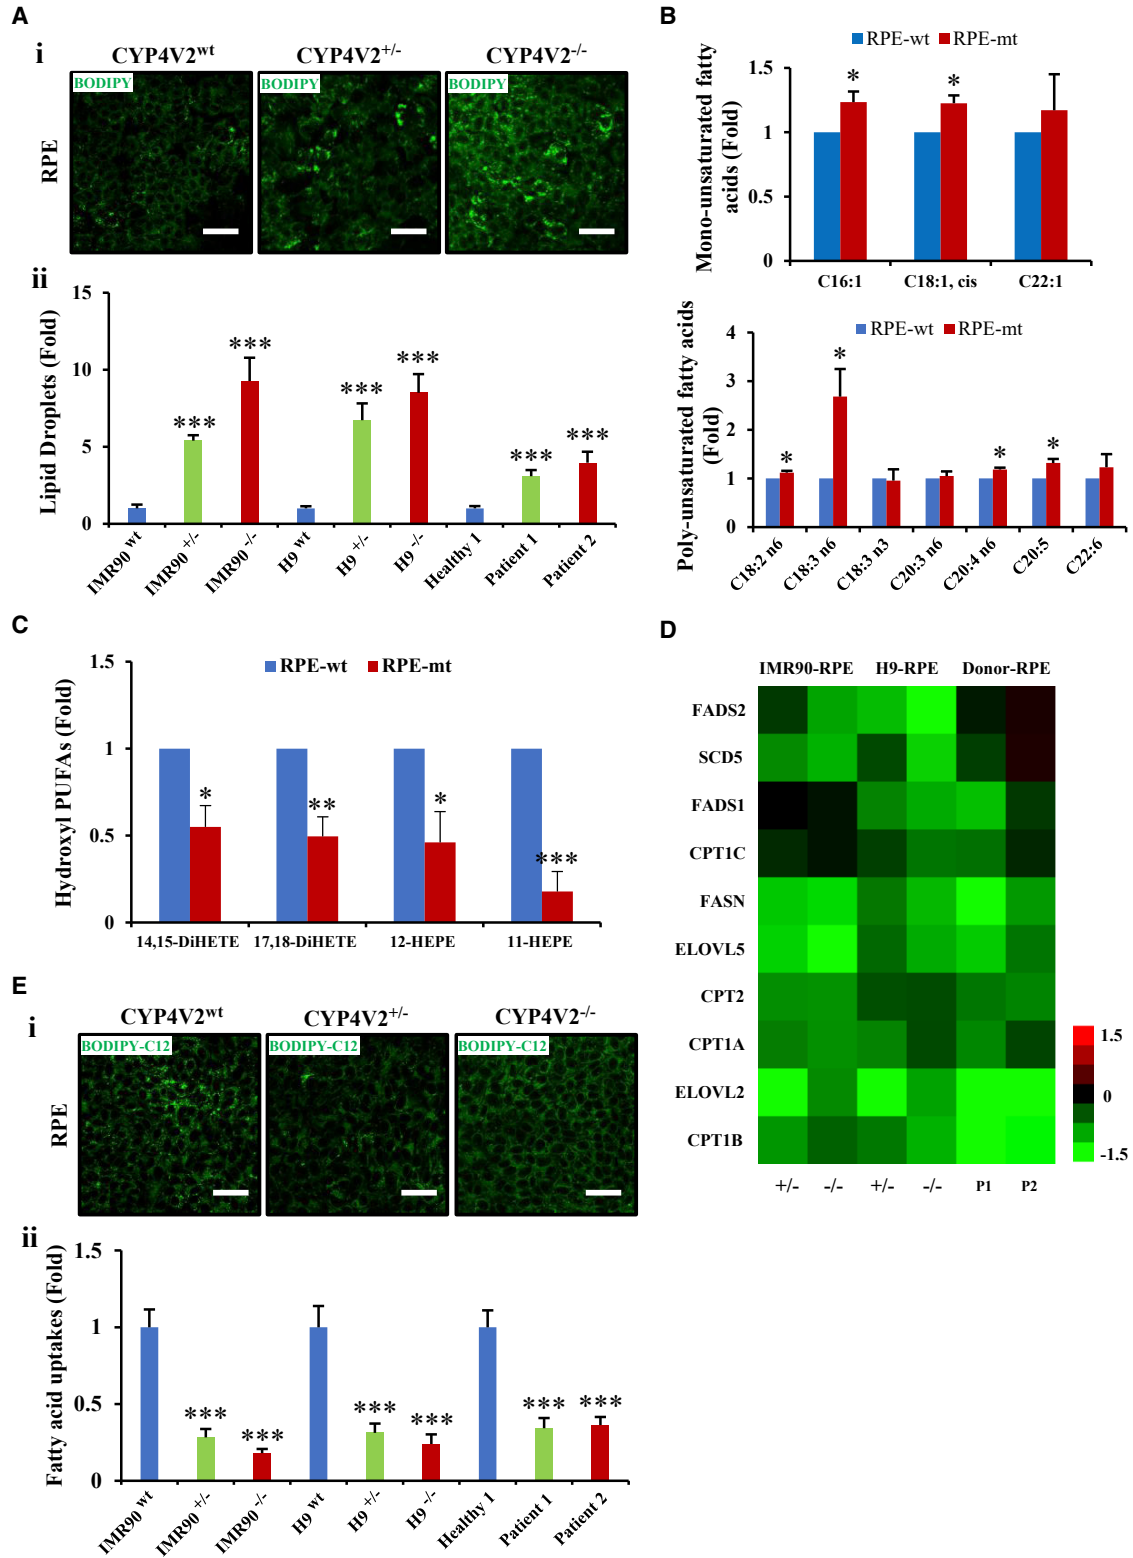 A
i
CYP4V2wt
CYP4V2+/-
CYP4V2-/-
BODIPY
BODIPY
BODIPY
RPE
ii
Lipid Droplets (Fold)
15
10
5
0
***
***
***
***
***
***
IMR90 wt
IMR90 +/-
IMR90 -/-
H9 wt
H9 +/-
H9 -/-
Healthy 1
Patient 1
Patient 2
B
RPE-wt RPE-mt
Mono-unsaturated fatty
acids (Fold)
1.5
1
0.5
0
*
*
C16:1
C18:1, cis
C22:1
RPE-wt RPE-mt
Poly-unsaturated fatty acids
(Fold)
4
3
2
1
0
*
*
*
*
C18:2 n6
C18:3 n6
C18:3 n3
C20:3 n6
C20:4 n6
C20:5
C22:6
C
RPE-wt RPE-mt
Hydroxyl PUFAs (Fold)
1.5
1
0.5
0
*
**
*
***
14,15-DiHETE
17,18-DiHETE
12-HEPE
11-HEPE
D
IMR90-RPE H9-RPE Donor-RPE
FADS2
SCD5
FADS1
CPT1C
FASN
ELOVL5
CPT2
CPT1A
ELOVL2
CPT1B
+/- -/- +/- -/- P1 P2
1.5
0
-1.5
E
i
CYP4V2wt
CYP4V2+/-
CYP4V2-/-
BODIPY-C12
BODIPY-C12
BODIPY-C12
RPE
ii
Fatty acid uptakes (Fold)
1.5
1
0.5
0
***
***
***
***
***
***
IMR90 wt
IMR90 +/-
IMR90 -/-
H9 wt
H9 +/-
H9 -/-
Healthy 1
Patient 1
Patient 2